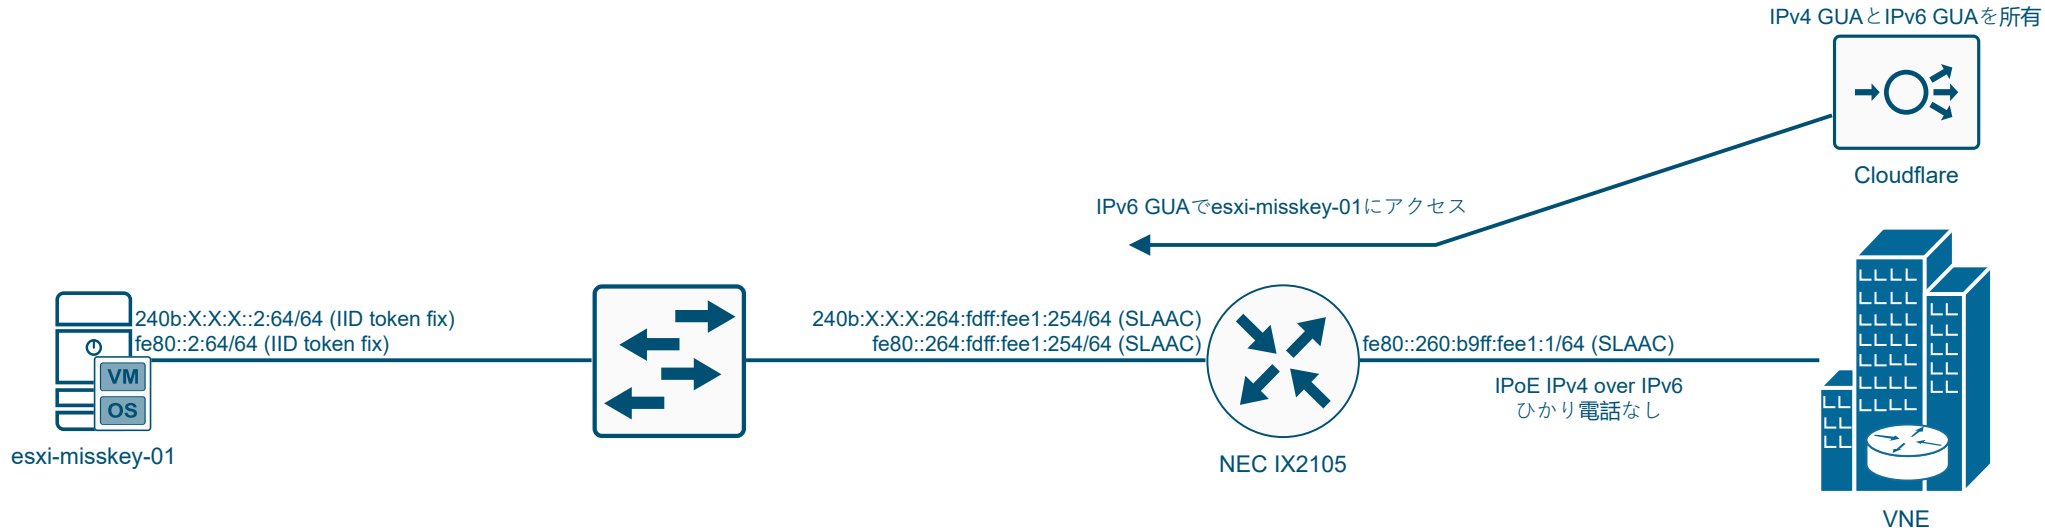 IPv4 GUAとIPv6 GUAを所有
Cloudflare
IPv6 GUAでesxi-misskey-01にアクセス
240b:X:X:X::2:64/64 (IID token fix)
fe80::2:64/64 (IID token fix)
VM
OS
esxi-misskey-01
240b:X:X:X:264:fdff:fee1:254/64 (SLAAC)
fe80::264:fdff:fee1:254/64 (SLAAC)
NEC IX2105
fe80::260:b9ff:fee1:1/64 (SLAAC)
IPoE IPv4 over IPv6
ひかり電話なし
VNE